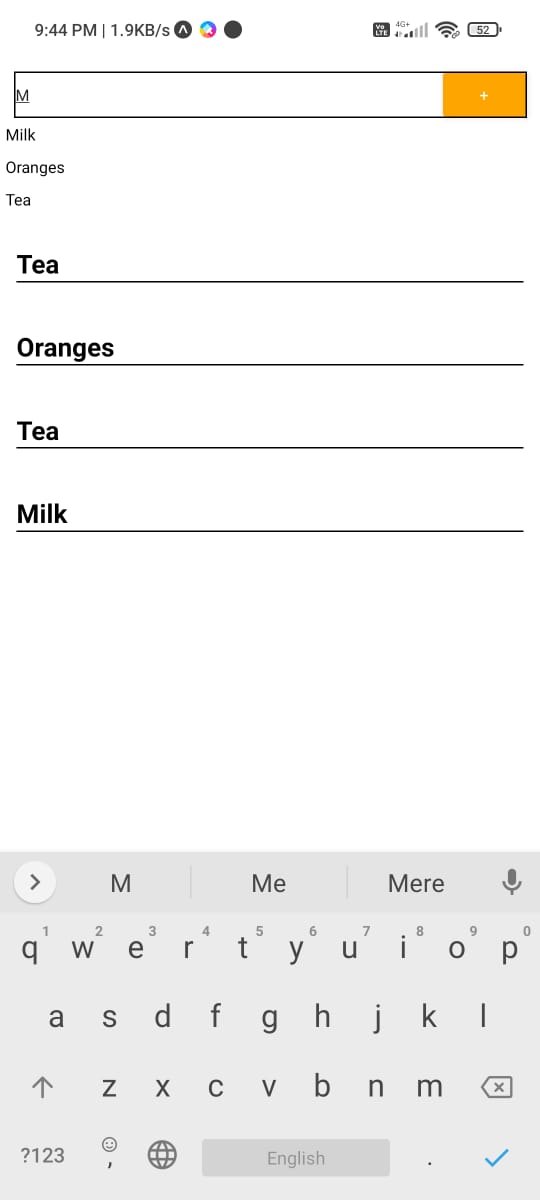 9:44 PM | 1.9KB/s Vo LTE 4G+ 52
M +
Milk
Oranges
Tea
Tea
Oranges
Tea
Milk
M Me Mere
1 2 3 4 5 6 7 8 9 0
q w e r t y u i o p
a s d f g h j k l
z x c v b n m
?123 , English .